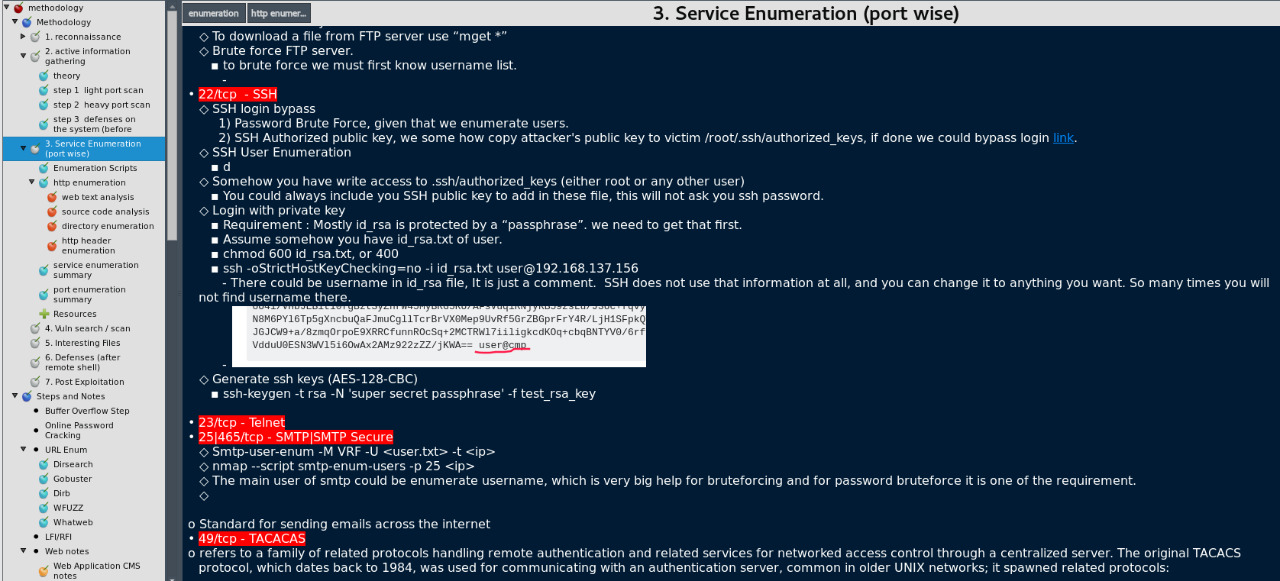 methodology
Methodology
1. reconnaissance
2. active information
gathering
theory
step 1 light port scan
step 2 heavy port scan
step 3 defenses on
the system (before
3. Service Enumeration
(port wise)
Enumeration Scripts
http enumeration
web text analysis
source code analysis
directory enumeration
http header
enumeration
service enumeration
summary
port enumeration
summary
Resources
4. Vuln search / scan
5. Interesting Files
6. Defenses (after
remote shell)
7. Post Exploitation
Steps and Notes
Buffer Overflow Step
Online Password
Cracking
URL Enum
Dirsearch
Gobuster
Dirb
WFUZZ
Whatweb
LFI/RFI
Web notes
Web Application CMS
notes
enumeration
http enumer...
3. Service Enumeration (port wise)
◇ To download a file from FTP server use “mget *”
◇ Brute force FTP server.
▪ to brute force we must first know username list.
-
• 22/tcp - SSH
◇ SSH login bypass
1) Password Brute Force, given that we enumerate users.
2) SSH Authorized public key, we some how copy attacker's public key to victim /root/.ssh/authorized_keys, if done we could bypass login link.
◇ SSH User Enumeration
▪ d
◇ Somehow you have write access to .ssh/authorized_keys (either root or any other user)
▪ You could always include you SSH public key to add in these file, this will not ask you ssh password.
◇ Login with private key
▪ Requirement : Mostly id_rsa is protected by a “passphrase”. we need to get that first.
▪ Assume somehow you have id_rsa.txt of user.
▪ chmod 600 id_rsa.txt, or 400
▪ ssh -oStrictHostKeyChecking=no -i id_rsa.txt user@192.168.137.156
- There could be username in id_rsa file, It is just a comment. SSH does not use that information at all, and you can change it to anything you want. So many times you will
not find username there.
N8M6PYl6Tp5gXncbuQaFJmuCgllTcrBrVX0Mep9UvRf5GrZBGprFrY4R/LjH1SFpkQ
JGJCW9+a/8zmqOrpoE9XRRCfunnROcSq+2MCTRWl7iiligkcdKOq+cbqBNTYV0/6rf
VdduU0ESN3WVl5i6OwAx2AMz922zZZ/jKWA== user@cmp
-
◇ Generate ssh keys (AES-128-CBC)
▪ ssh-keygen -t rsa -N 'super secret passphrase' -f test_rsa_key
• 23/tcp - Telnet
• 25|465/tcp - SMTP|SMTP Secure
◇ Smtp-user-enum -M VRF -U <user.txt> -t <ip>
◇ nmap --script smtp-enum-users -p 25 <ip>
◇ The main user of smtp could be enumerate username, which is very big help for bruteforcing and for password bruteforce it is one of the requirement.
◇
o Standard for sending emails across the internet
• 49/tcp - TACACAS
o refers to a family of related protocols handling remote authentication and related services for networked access control through a centralized server. The original TACACS
protocol, which dates back to 1984, was used for communicating with an authentication server, common in older UNIX networks; it spawned related protocols: